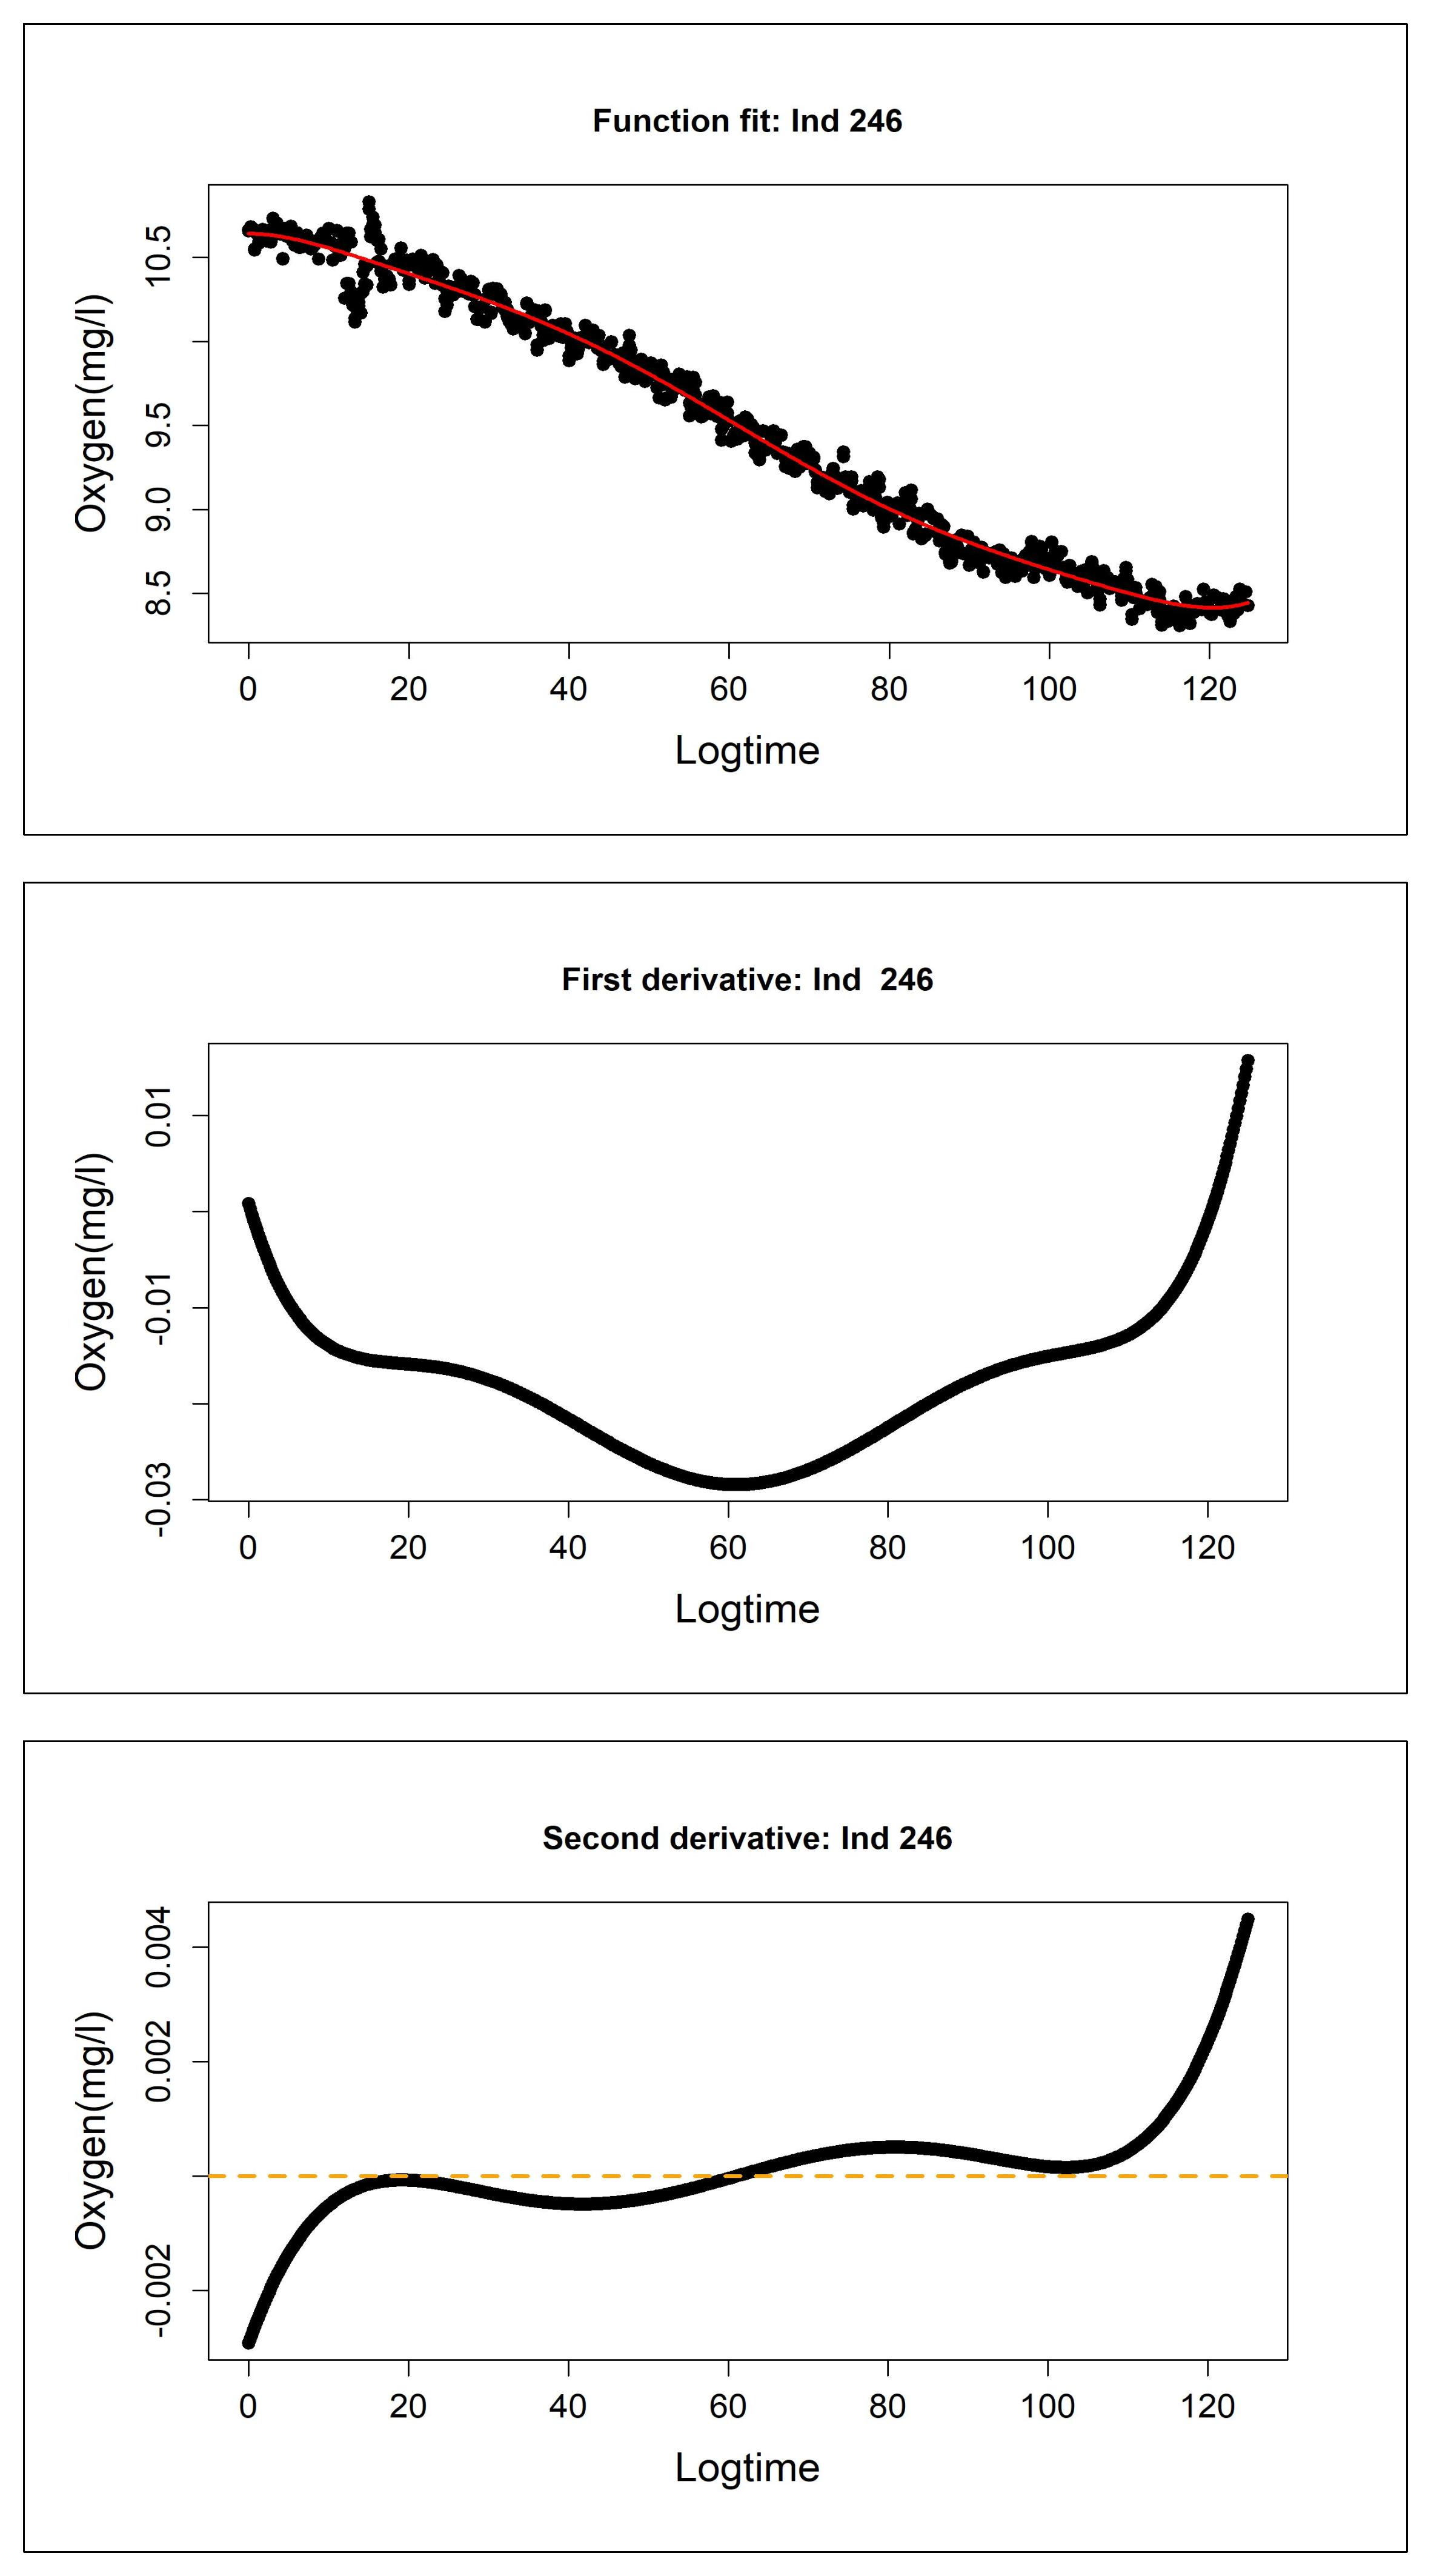 Function fit: Ind 246
Oxygen(mg/l)
10.5
9.5
9.0
8.5
0 20 40 60 80 100 120
Logtime
First derivative: Ind  246
Oxygen(mg/l)
0.01
-0.01
-0.03
0 20 40 60 80 100 120
Logtime
Second derivative: Ind 246
Oxygen(mg/l)
0.004
0.002
-0.002
0 20 40 60 80 100 120
Logtime